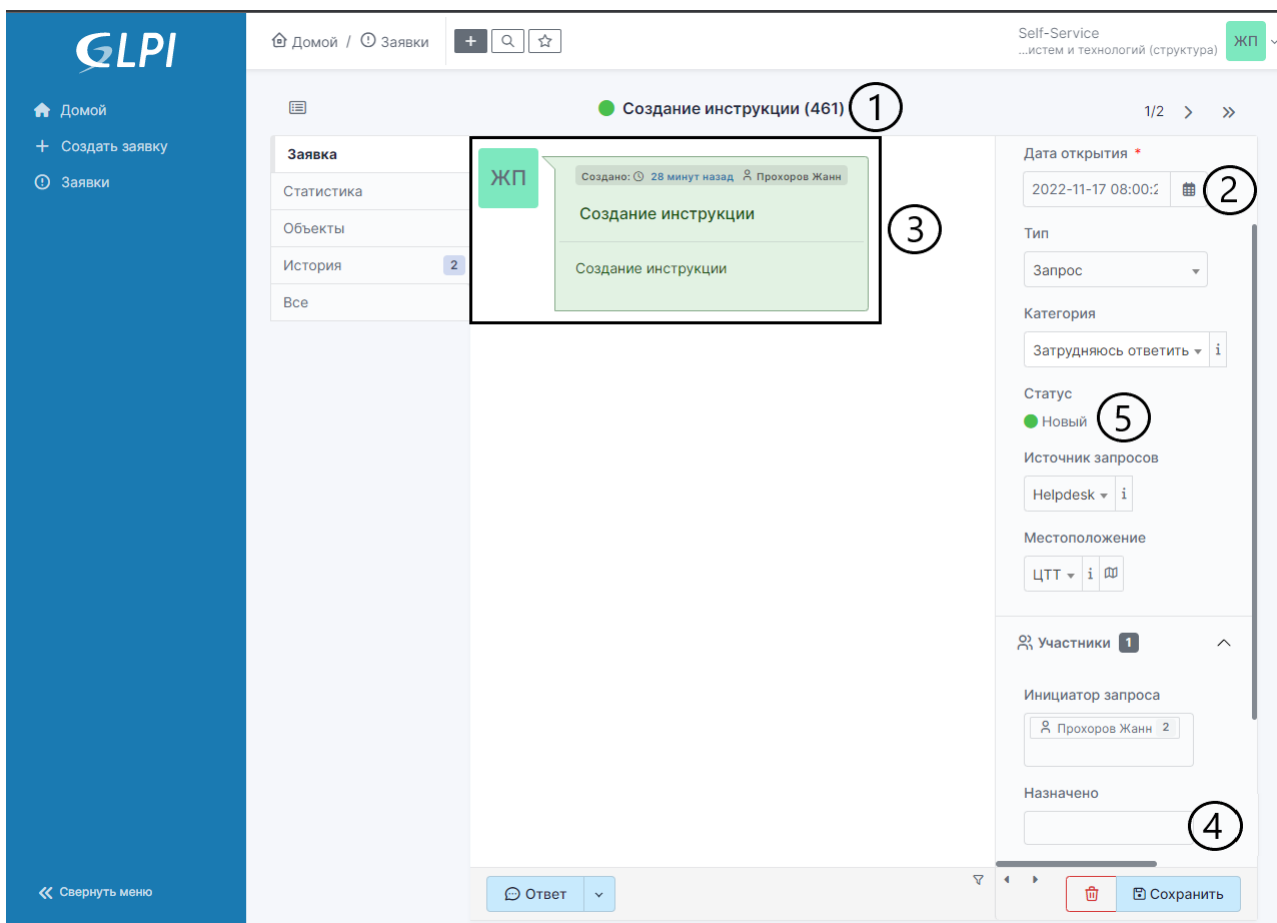 GLPI
Домой / Заявки
Self-Service
...истем и технологий (структура)
ЖП
Домой
Создать заявку
Заявки
Свернуть меню
Создание инструкции (461)
1
1/2
Заявка
Статистика
Объекты
История 2
Все
ЖП
Создано: 28 минут назад Прохоров Жанн
Создание инструкции
Создание инструкции
3
Дата открытия *
2022-11-17 08:00:2
2
Тип
Запрос
Категория
Затрудняюсь ответить i
Статус
Новый
5
Источник запросов
Helpdesk i
Местоположение
ЦТТ i
Участники 1
Инициатор запроса
Прохоров Жанн 2
Назначено
4
Ответ
Сохранить